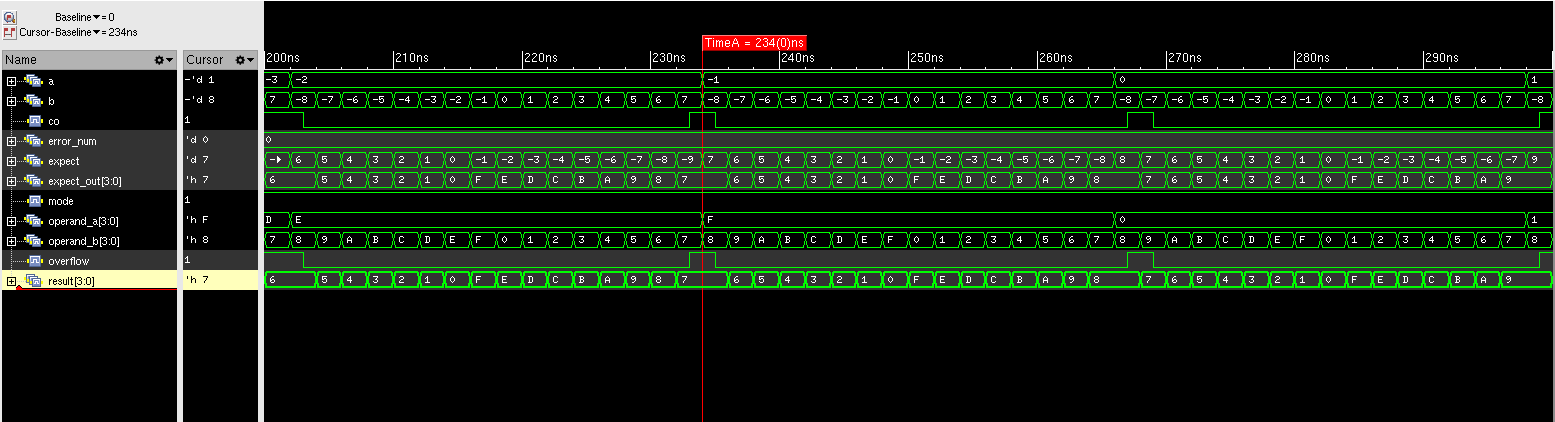 Baseline▾=0
Cursor-Baseline▾=234ns
TimeA = 234(0)ns
Name Cursor 200ns 210ns 220ns 230ns 240ns 250ns 260ns 270ns 280ns 290ns
a -'d 1 -3 -2 -1 0 1
b -'d 8 7 -8 -7 -6 -5 -4 -3 -2 -1 0 1 2 3 4 5 6 7 -8 -7 -6 -5 -4 -3 -2 -1 0 1 2 3 4 5 6 7 -8 -7 -6 -5 -4 -3 -2 -1 0 1 2 3 4 5 6 7 -8
co 1
error_num 'd 0 0
expect 'd 7 - 6 5 4 3 2 1 0 -1 -2 -3 -4 -5 -6 -7 -8 -9 7 6 5 4 3 2 1 0 -1 -2 -3 -4 -5 -6 -7 -8 8 7 6 5 4 3 2 1 0 -1 -2 -3 -4 -5 -6 -7 9
expect_out[3:0] 'h 7 6 5 4 3 2 1 0 F E D C B A 9 8 7 6 5 4 3 2 1 0 F E D C B A 9 8 7 6 5 4 3 2 1 0 F E D C B A 9
mode 1
operand_a[3:0] 'h F D E F 0 1
operand_b[3:0] 'h 8 7 8 9 A B C D E F 0 1 2 3 4 5 6 7 8 9 A B C D E F 0 1 2 3 4 5 6 7 8 9 A B C D E F 0 1 2 3 4 5 6 7 8
overflow 1
result[3:0] 'h 7 6 5 4 3 2 1 0 F E D C B A 9 8 7 6 5 4 3 2 1 0 F E D C B A 9 8 7 6 5 4 3 2 1 0 F E D C B A 9